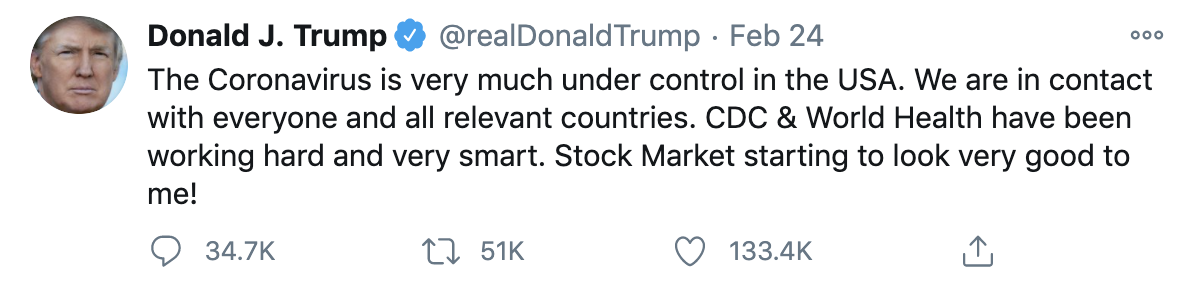 Donald J. Trump @realDonaldTrump · Feb 24
The Coronavirus is very much under control in the USA. We are in contact
with everyone and all relevant countries. CDC & World Health have been
working hard and very smart. Stock Market starting to look very good to
me!
34.7K 51K 133.4K